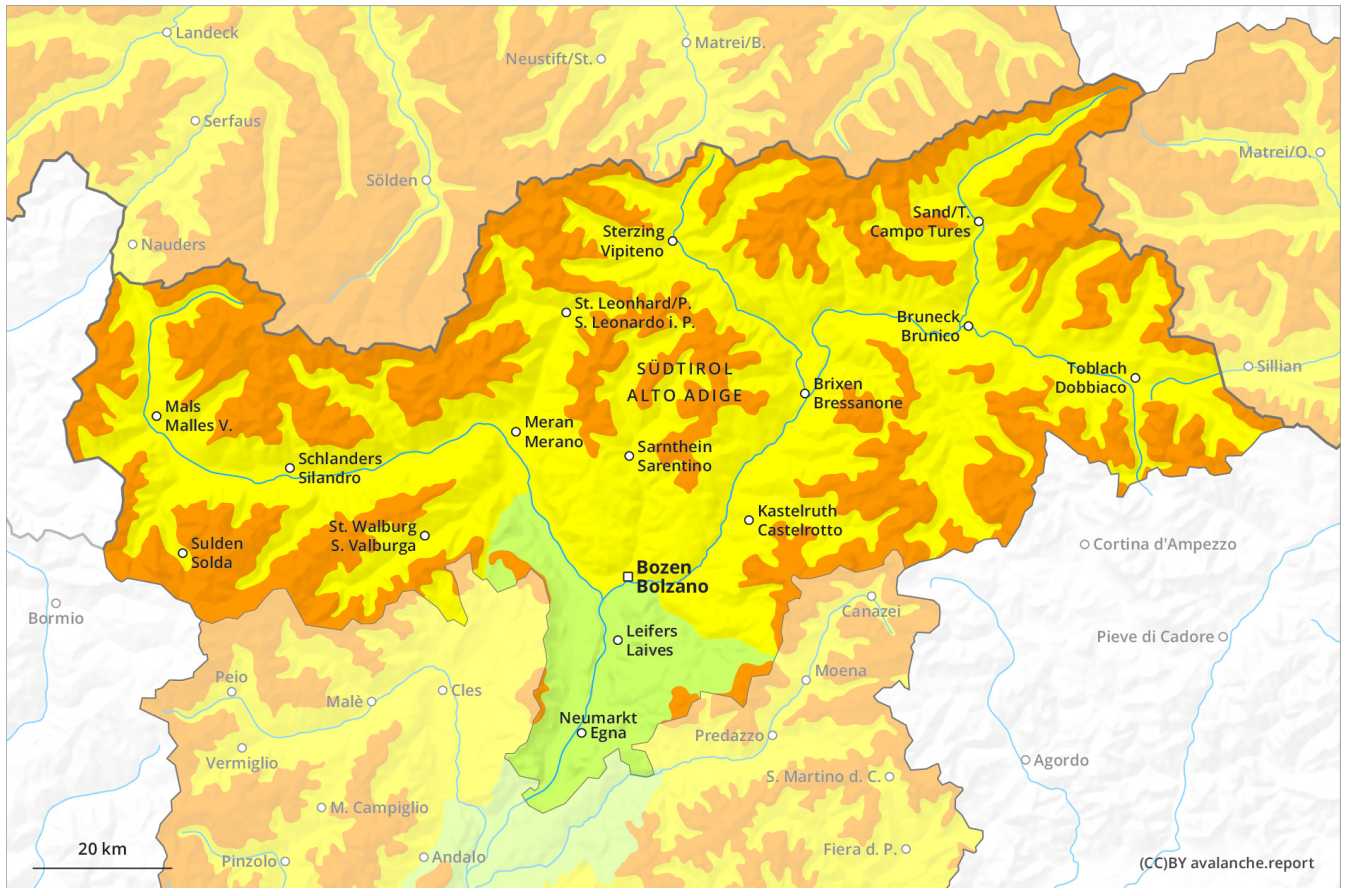 Landeck
Matrei/B.
Neustift/St.
Serfaus
Matrei/O.
Sölden
Sand/T.
Campo Tures
Sterzing
Vipiteno
Nauders
St. Leonhard/P.
S. Leonardo i. P.
Bruneck
Brunico
SÜDTIROL
ALTO ADIGE
Toblach
Dobbiaco
Sillian
Brixen
Bressanone
Mals
Malles V.
Meran
Merano
Sarnthein
Sarentino
Schlanders
Silandro
Kastelruth
Castelrotto
St. Walburg
S. Valburga
Sulden
Solda
Cortina d'Ampezzo
Bozen
Bolzano
Bormio
Canazei
Leifers
Laives
Pieve di Cadore
Peio
Moena
Malè
Cles
Neumarkt
Egna
Predazzo
Vermiglio
Agordo
S. Martino d. C.
M. Campiglio
20 km
Pinzolo
Andalo
Fiera d. P.
(CC)BY avalanche.report